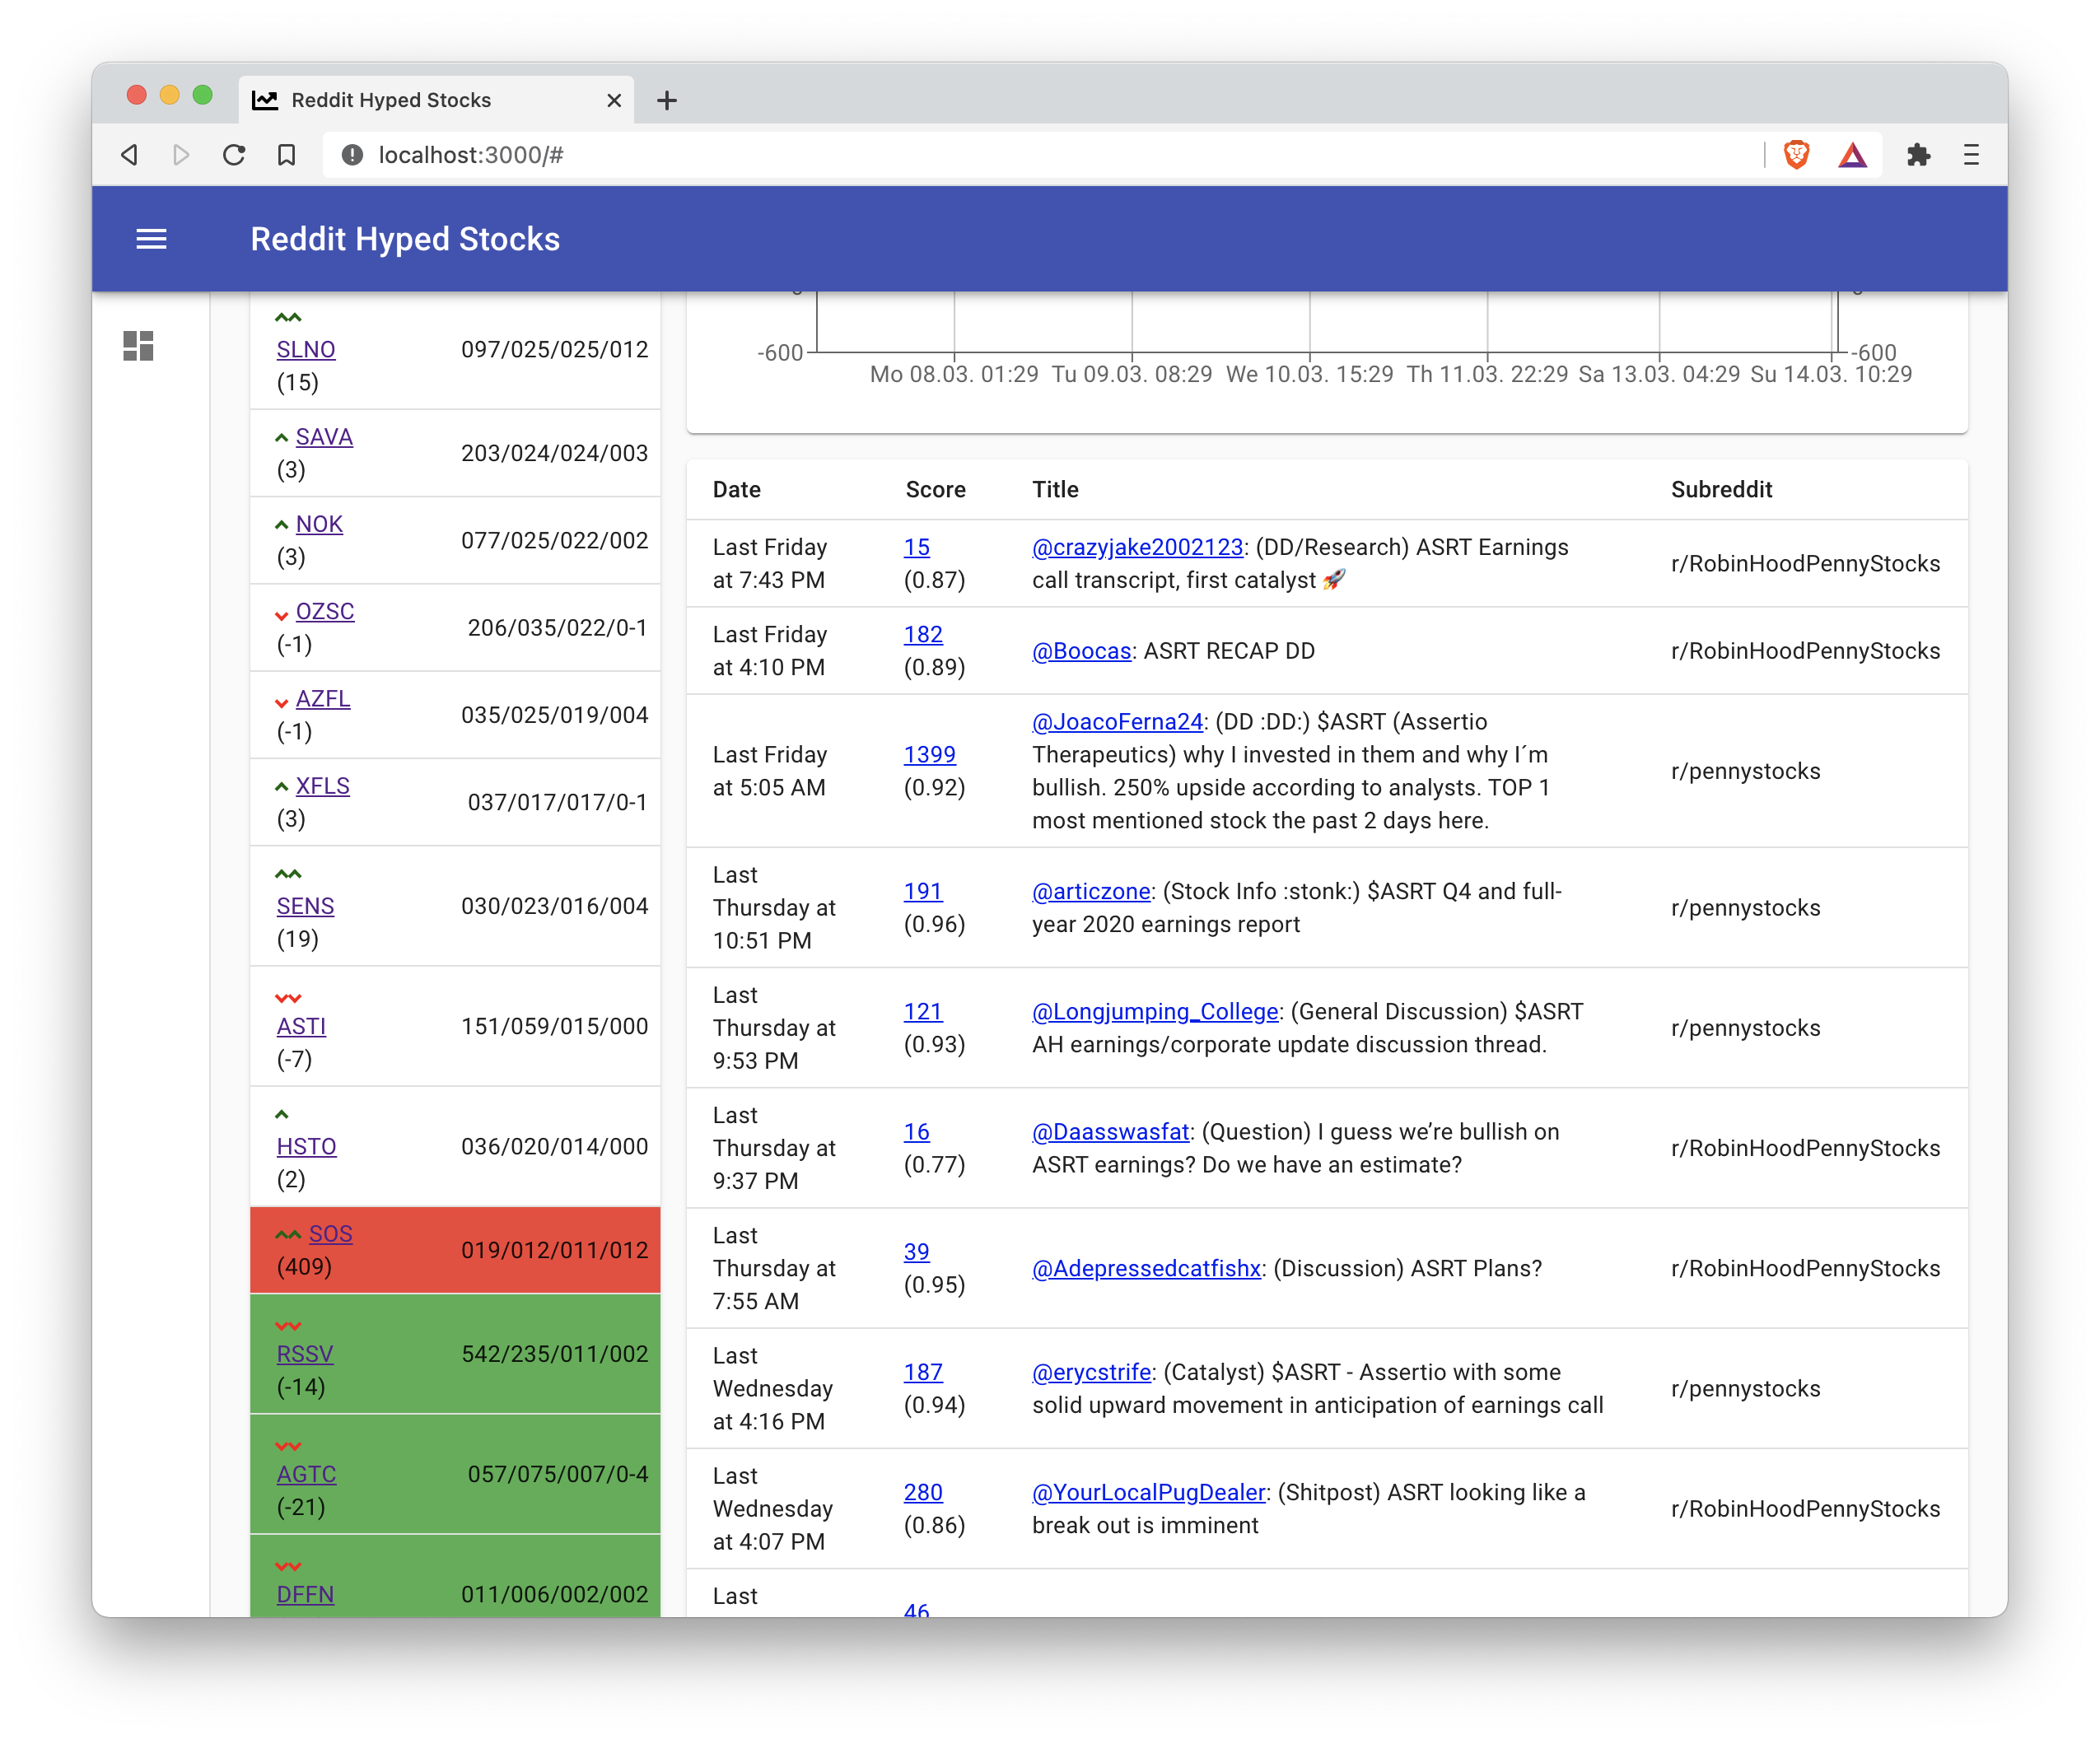 Reddit Hyped Stocks
localhost:3000/#
Reddit Hyped Stocks
SLNO
(15)
097/025/025/012
SAVA
(3)
203/024/024/003
NOK
(3)
077/025/022/002
OZSC
(-1)
206/035/022/0-1
AZFL
(-1)
035/025/019/004
XFLS
(3)
037/017/017/0-1
SENS
(19)
030/023/016/004
ASTI
(-7)
151/059/015/000
HSTO
(2)
036/020/014/000
SOS
(409)
019/012/011/012
RSSV
(-14)
542/235/011/002
AGTC
(-21)
057/075/007/0-4
DFFN
011/006/002/002
-600
-600
Mo 08.03. 01:29 Tu 09.03. 08:29 We 10.03. 15:29 Th 11.03. 22:29 Sa 13.03. 04:29 Su 14.03. 10:29
Date Score Title Subreddit
Last Friday
at 7:43 PM
15
(0.87)
@crazyjake2002123: (DD/Research) ASRT Earnings
call transcript, first catalyst 🚀
r/RobinHoodPennyStocks
Last Friday
at 4:10 PM
182
(0.89)
@Boocas: ASRT RECAP DD
r/RobinHoodPennyStocks
Last Friday
at 5:05 AM
1399
(0.92)
@JoacoFerna24: (DD :DD:) $ASRT (Assertio
Therapeutics) why I invested in them and why I´m
bullish. 250% upside according to analysts. TOP 1
most mentioned stock the past 2 days here.
r/pennystocks
Last
Thursday at
10:51 PM
191
(0.96)
@articzone: (Stock Info :stonk:) $ASRT Q4 and full-
year 2020 earnings report
r/pennystocks
Last
Thursday at
9:53 PM
121
(0.93)
@Longjumping_College: (General Discussion) $ASRT
AH earnings/corporate update discussion thread.
r/pennystocks
Last
Thursday at
9:37 PM
16
(0.77)
@Daasswasfat: (Question) I guess we’re bullish on
ASRT earnings? Do we have an estimate?
r/RobinHoodPennyStocks
Last
Thursday at
7:55 AM
39
(0.95)
@Adepressedcatfishx: (Discussion) ASRT Plans?
r/RobinHoodPennyStocks
Last
Wednesday
at 4:16 PM
187
(0.94)
@erycstrife: (Catalyst) $ASRT - Assertio with some
solid upward movement in anticipation of earnings call
r/pennystocks
Last
Wednesday
at 4:07 PM
280
(0.86)
@YourLocalPugDealer: (Shitpost) ASRT looking like a
break out is imminent
r/RobinHoodPennyStocks
Last
46